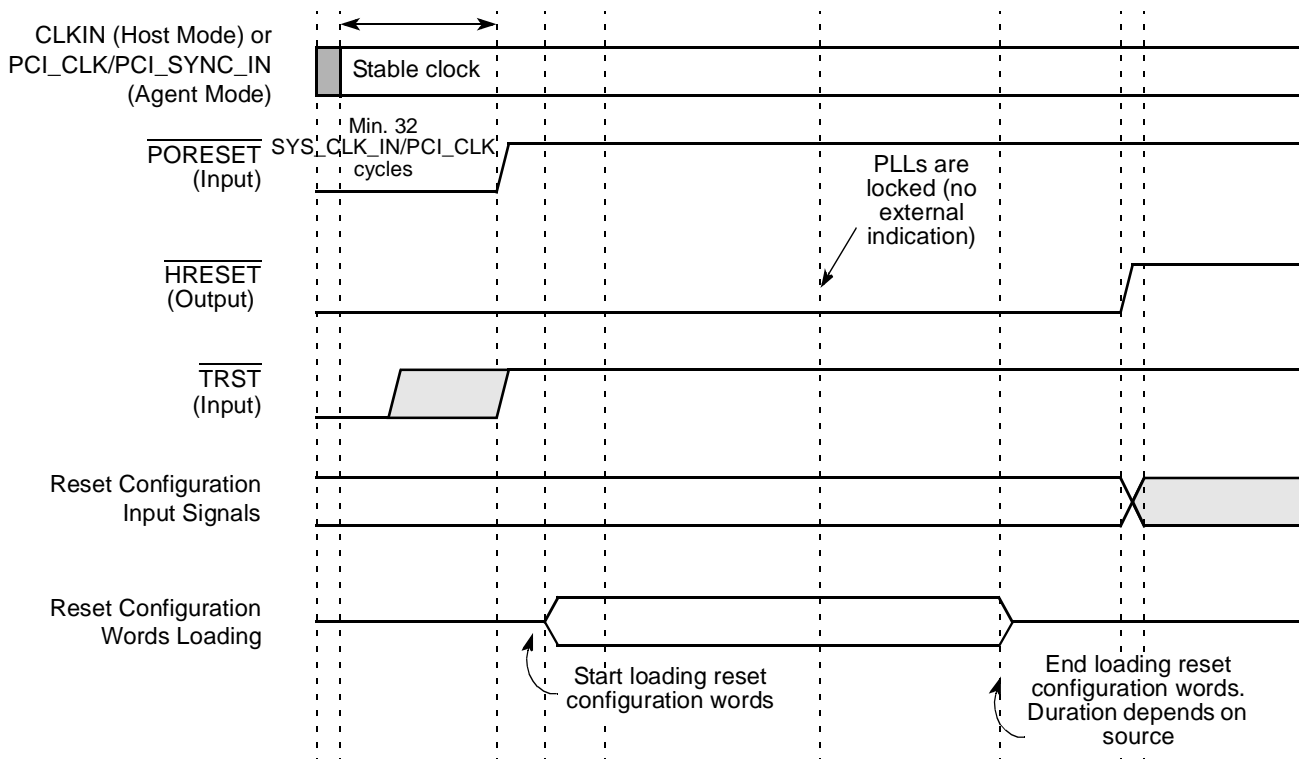 CLKIN (Host Mode) or
PCI_CLK/PCI_SYNC_IN
(Agent Mode)
Stable clock
Min. 32
SYS_CLK_IN/PCI_CLK
cycles
PORESET
(Input)
PLLs are
locked (no
external
indication)
HRESET
(Output)
TRST
(Input)
Reset Configuration
Input Signals
Reset Configuration
Words Loading
Start loading reset
configuration words
End loading reset
configuration words.
Duration depends on
source